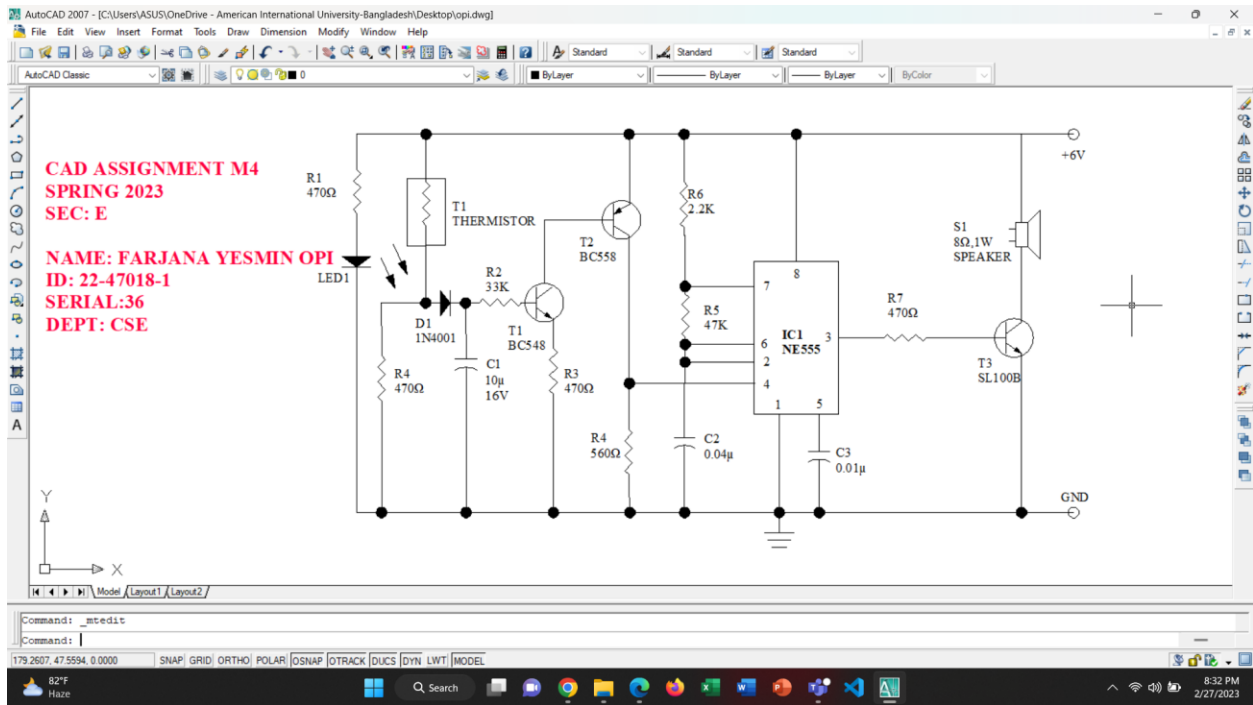 AutoCAD 2007 - [C:\Users\ASUS\OneDrive - American International University-Bangladesh\Desktop\opi.dwg]
File Edit View Insert Format Tools Draw Dimension Modify Window Help
Standard Standard Standard
AutoCAD Classic 0 ByLayer ByLayer ByLayer ByColor
CAD ASSIGNMENT M4
SPRING 2023
SEC: E
NAME: FARJANA YESMIN OPI
ID: 22-47018-1
SERIAL:36
DEPT: CSE
R1
470Ω
LED1
T1
THERMISTOR
D1
1N4001
R2
33K
R4
470Ω
C1
10μ
16V
T1
BC548
R3
470Ω
T2
BC558
R4
560Ω
R6
2.2K
R5
47K
C2
0.04μ
8
7
6
2
4
1
5
3
IC1
NE555
C3
0.01μ
R7
470Ω
S1
8Ω,1W
SPEAKER
T3
SL100B
+6V
GND
Y
X
Model Layout1 Layout2
Command: _mtedit
Command:
179.2607, 47.5594, 0.0000 SNAP GRID ORTHO POLAR OSNAP OTRACK DUCS DYN LWT MODEL
82°F
Haze
Search
8:32 PM
2/27/2023